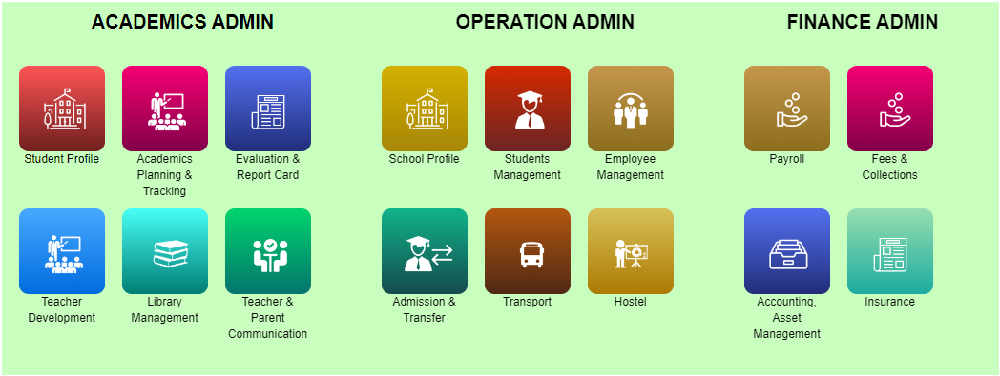 ACADEMICS ADMIN
Student Profile
Academics
Planning &
Tracking
Evaluation &
Report Card
Teacher
Development
Library
Management
Teacher &
Parent
Communication
OPERATION ADMIN
School Profile
Students
Management
Employee
Management
Admission &
Transfer
Transport
Hostel
FINANCE ADMIN
Payroll
Fees &
Collections
Accounting,
Asset
Management
Insurance